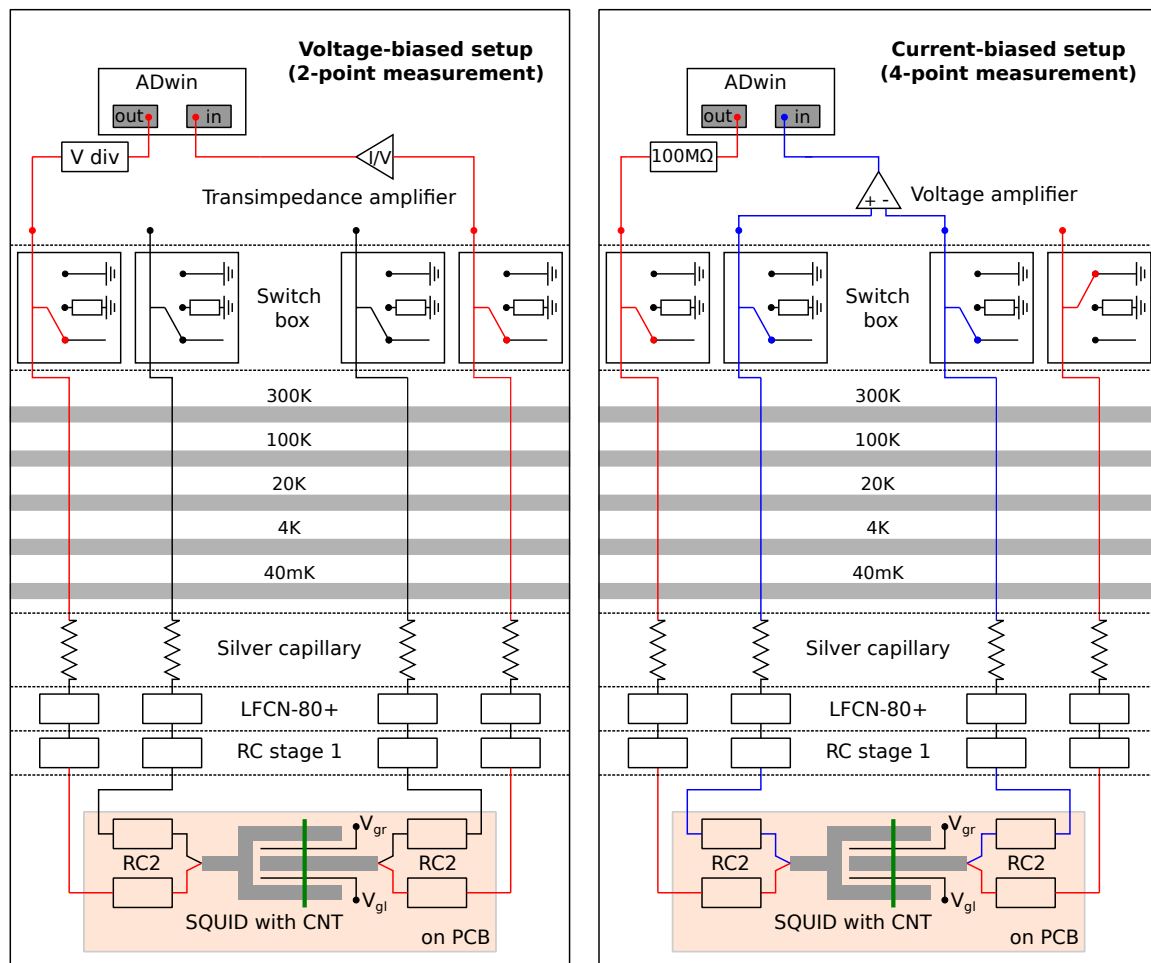 Voltage-biased setup
(2-point measurement)
ADwin
out
in
V div
I/V
Transimpedance amplifier
Switch
box
300K
100K
20K
4K
40mK
Silver capillary
LFCN-80+
RC stage 1
Vgr
RC2
RC2
Vgl
SQUID with CNT
on PCB
Current-biased setup
(4-point measurement)
ADwin
out
in
100MΩ
+ -
Voltage amplifier
Switch
box
300K
100K
20K
4K
40mK
Silver capillary
LFCN-80+
RC stage 1
Vgr
RC2
RC2
Vgl
SQUID with CNT
on PCB